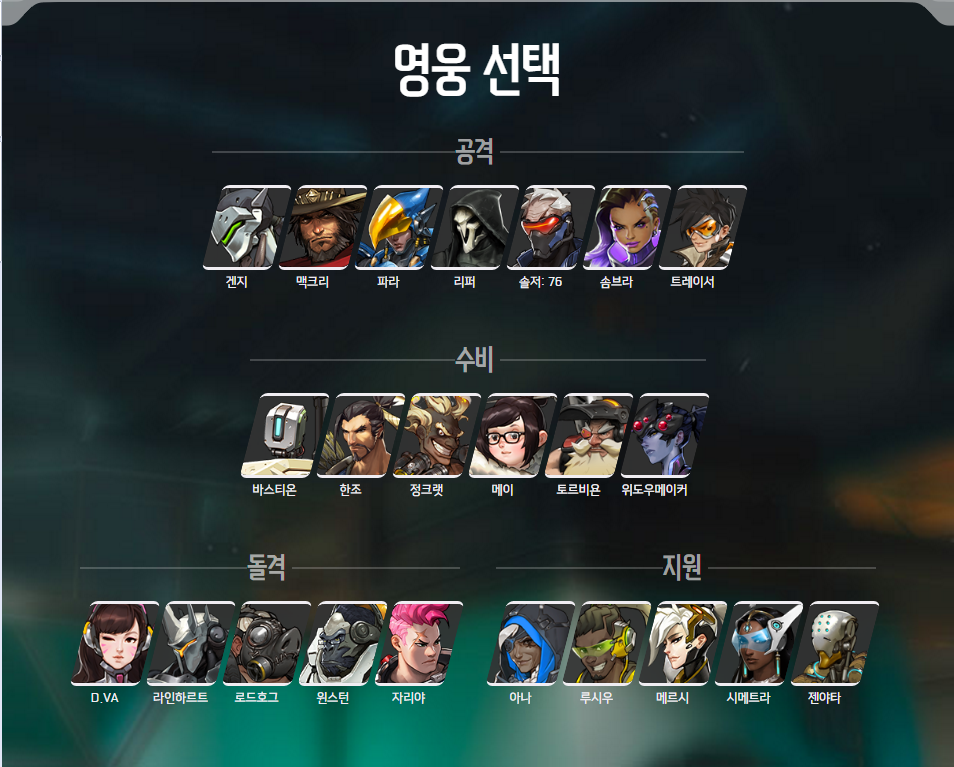 영웅 선택
공격
겐지 맥크리 파라 리퍼 솔저: 76 솜브라 트레이서
수비
바스티온 한조 정크랫 메이 토르비욘 위도우메이커
돌격 지원
D.VA 라인하르트 로드호그 윈스턴 자리야 아나 루시우 메르시 시메트라 젠야타